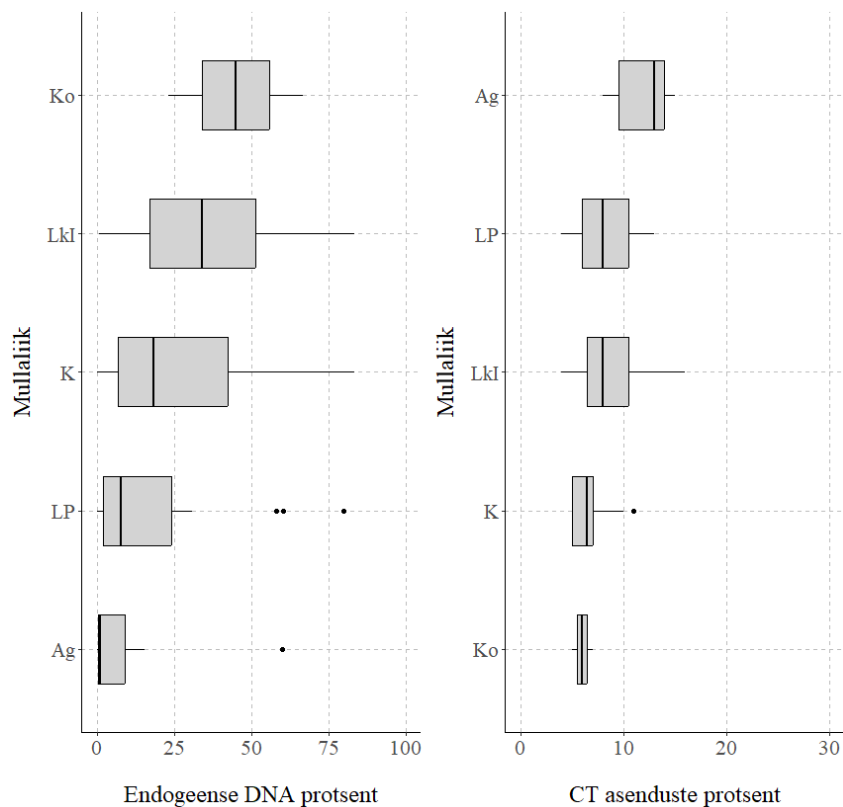 Mullaliik
Ko
LkI
K
LP
Ag
0 25 50 75 100
Endogeense DNA protsent
Mullaliik
Ag
LP
LkI
K
Ko
0 10 20 30
CT asenduste protsent